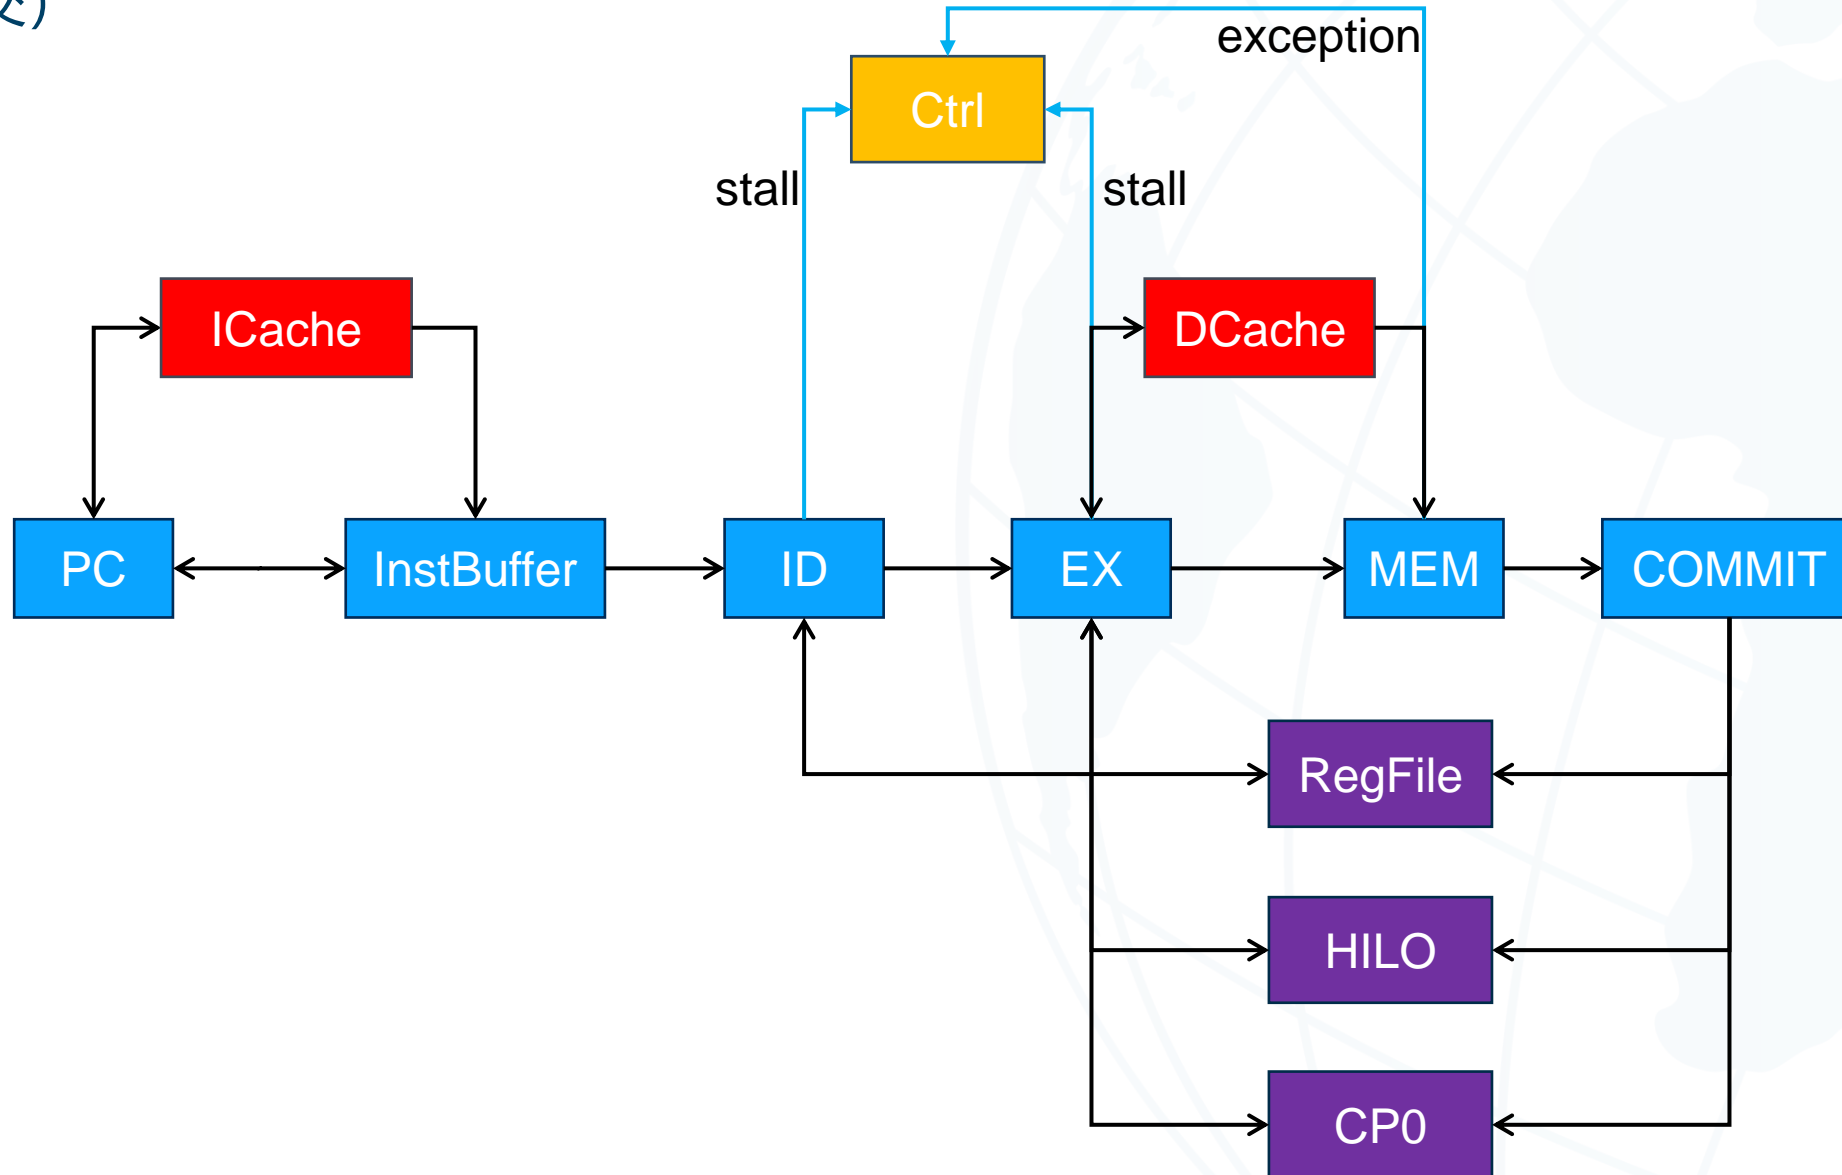 exception
Ctrl
stall
stall
ICache
DCache
PC
InstBuffer
ID
EX
MEM
COMMIT
RegFile
HILO
CP0